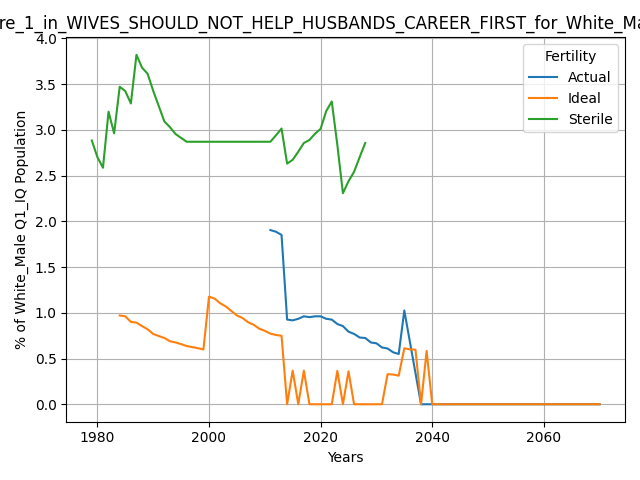 re_1_in_WIVES_SHOULD_NOT_HELP_HUSBANDS_CAREER_FIRST_for_White_Ma
Fertility
Actual
Ideal
Sterile
% of White_Male Q1_IQ Population
4.0
3.5
3.0
2.5
2.0
1.5
1.0
0.5
0.0
1980 2000 2020 2040 2060
Years